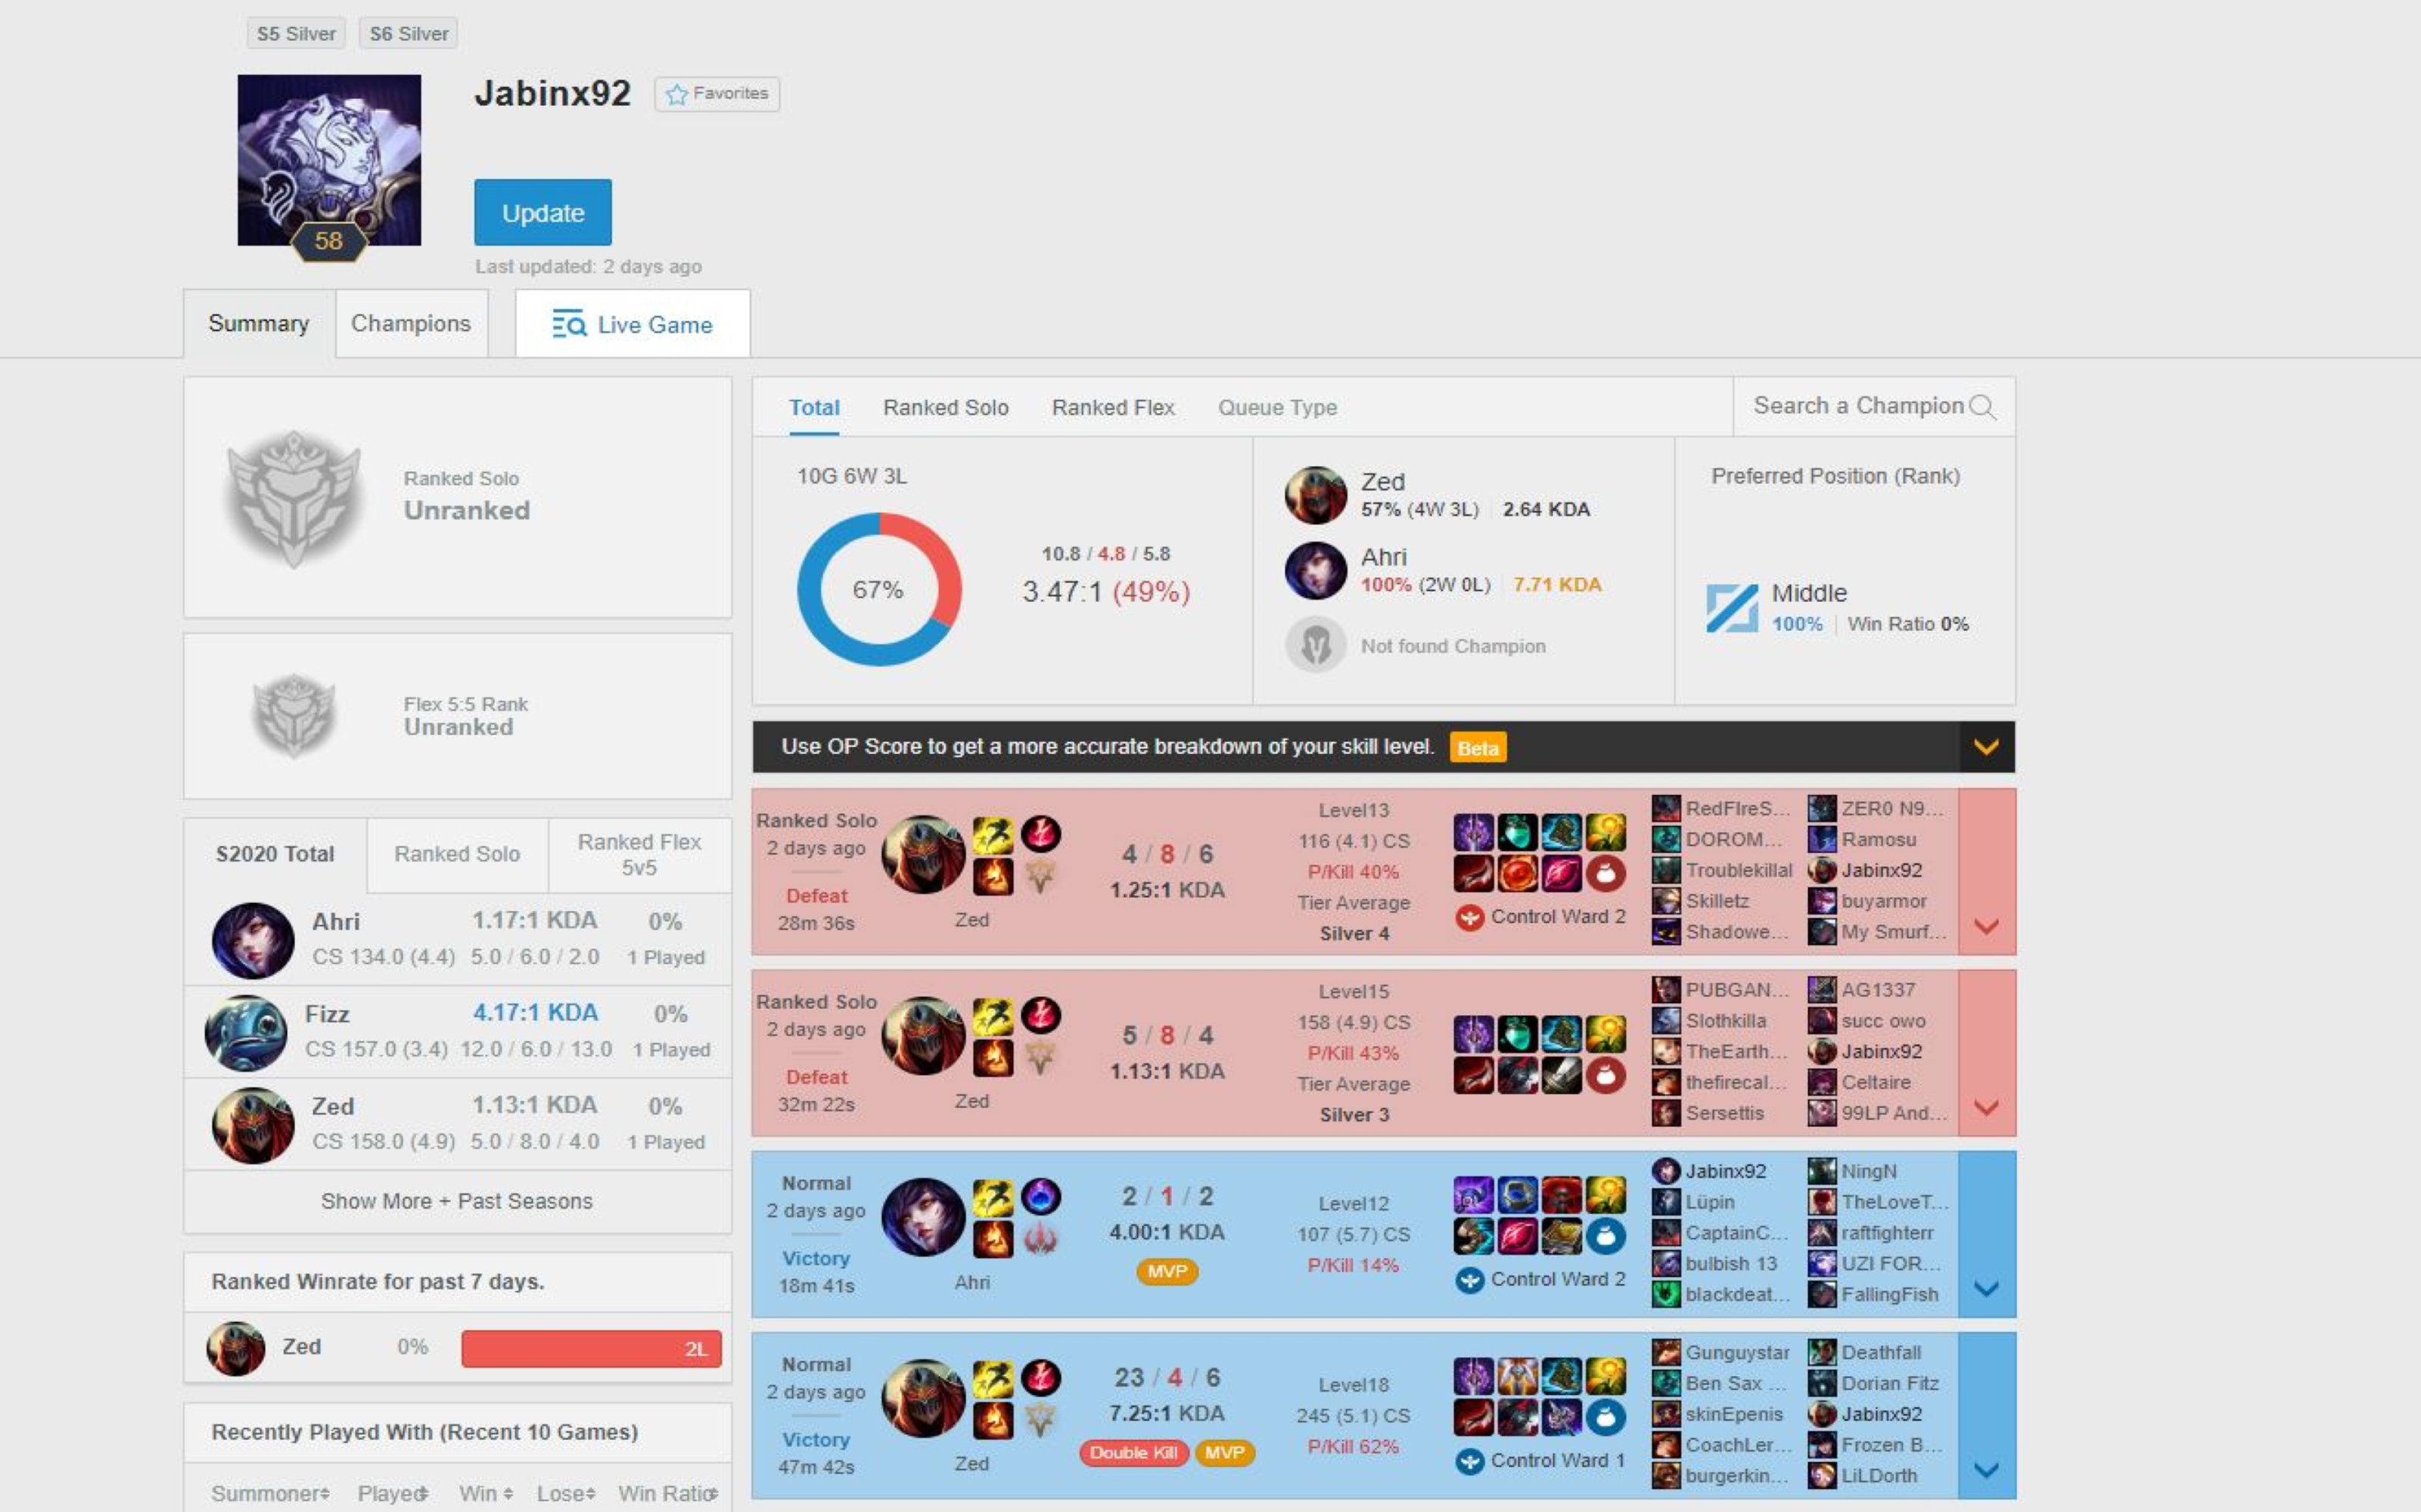 S5 Silver S6 Silver
58
Jabinx92 Favorites
Update
Last updated: 2 days ago
Summary Champions Live Game
Ranked Solo
Unranked
Flex 5:5 Rank
Unranked
S2020 Total Ranked Solo Ranked Flex 5v5
Ahri 1.17:1 KDA 0%
CS 134.0 (4.4) 5.0 / 6.0 / 2.0 1 Played
Fizz 4.17:1 KDA 0%
CS 157.0 (3.4) 12.0 / 6.0 / 13.0 1 Played
Zed 1.13:1 KDA 0%
CS 158.0 (4.9) 5.0 / 8.0 / 4.0 1 Played
Show More + Past Seasons
Ranked Winrate for past 7 days.
Zed 0% 2L
Recently Played With (Recent 10 Games)
Summoner Played Win Lose Win Ratio
Total Ranked Solo Ranked Flex Queue Type Search a Champion
10G 6W 3L
67%
10.8 / 4.8 / 5.8
3.47:1 (49%)
Zed
57% (4W 3L) 2.64 KDA
Ahri
100% (2W 0L) 7.71 KDA
Not found Champion
Preferred Position (Rank)
Middle
100% Win Ratio 0%
Use OP Score to get a more accurate breakdown of your skill level. Beta
Ranked Solo
2 days ago
Defeat
28m 36s
Zed
4 / 8 / 6
1.25:1 KDA
Level13
116 (4.1) CS
P/Kill 40%
Tier Average
Silver 4
Control Ward 2
RedFIreS... ZER0 N9...
DOROM... Ramosu
Troublekillal Jabinx92
Skilletz buyarmor
Shadowe... My Smurf...
Ranked Solo
2 days ago
Defeat
32m 22s
Zed
5 / 8 / 4
1.13:1 KDA
Level15
158 (4.9) CS
P/Kill 43%
Tier Average
Silver 3
PUBGAN... AG1337
Slothkilla succ owo
TheEarth... Jabinx92
thefirecal... Celtaire
Sersettis 99LP And...
Normal
2 days ago
Victory
18m 41s
Ahri
2 / 1 / 2
4.00:1 KDA
MVP
Level12
107 (5.7) CS
P/Kill 14%
Control Ward 2
Jabinx92 NingN
Lüpin TheLoveT...
CaptainC... raftfighterr
bulbish 13 UZI FOR...
blackdeat... FallingFish
Normal
2 days ago
Victory
47m 42s
Zed
23 / 4 / 6
7.25:1 KDA
Double Kill MVP
Level18
245 (5.1) CS
P/Kill 62%
Control Ward 1
Gunguystar Deathfall
Ben Sax ... Dorian Fitz
skinEpenis Jabinx92
CoachLer... Frozen B...
burgerkin... LiLDorth